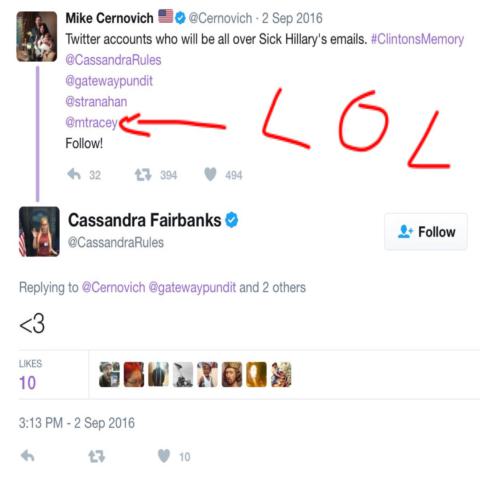 Mike Cernovich @Cernovich · 2 Sep 2016
Twitter accounts who will be all over Sick Hillary's emails. #ClintonsMemory
@CassandraRules
@gatewaypundit
@stranahan
@mtracey
LOL
Follow!
32 394 494
Cassandra Fairbanks
@CassandraRules
Follow
Replying to @Cernovich @gatewaypundit and 2 others
<3
LIKES
10
3:13 PM - 2 Sep 2016
10